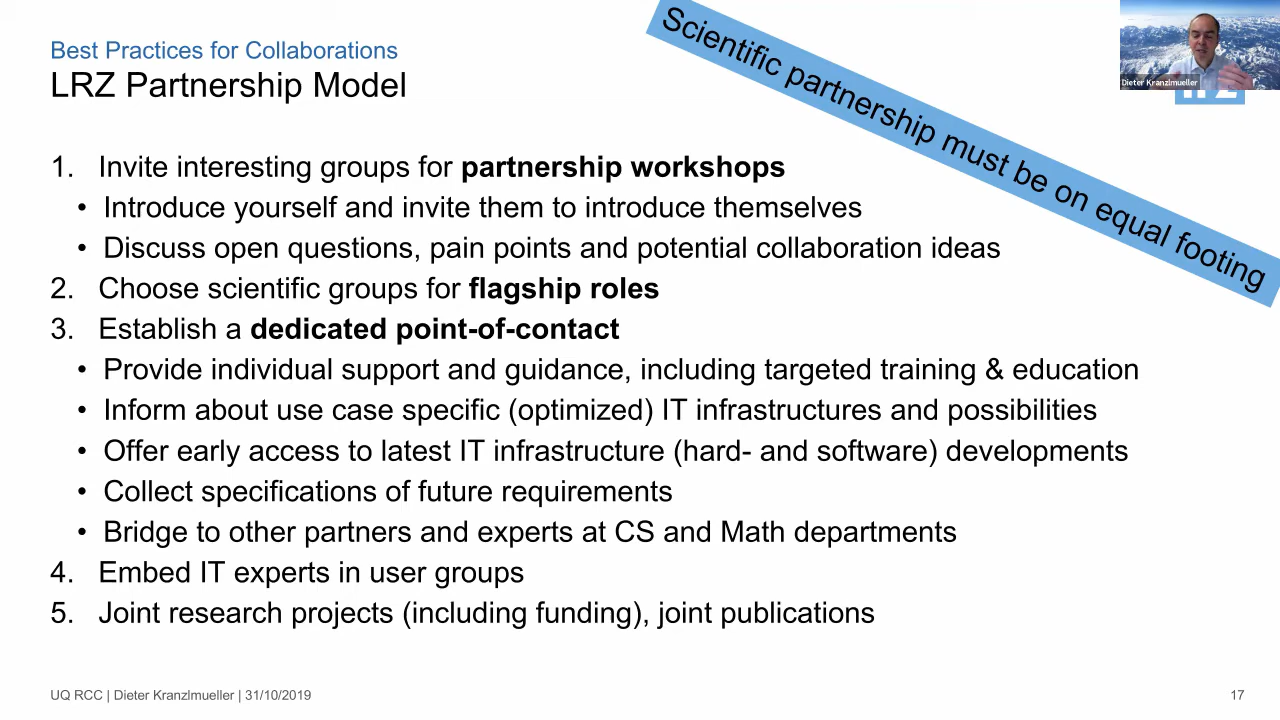 Best Practices for Collaborations
LRZ Partnership Model
Scientific partnership must be on equal footing
Dieter Kranzlmueller
1. Invite interesting groups for partnership workshops
• Introduce yourself and invite them to introduce themselves
• Discuss open questions, pain points and potential collaboration ideas
2. Choose scientific groups for flagship roles
3. Establish a dedicated point-of-contact
• Provide individual support and guidance, including targeted training & education
• Inform about use case specific (optimized) IT infrastructures and possibilities
• Offer early access to latest IT infrastructure (hard- and software) developments
• Collect specifications of future requirements
• Bridge to other partners and experts at CS and Math departments
4. Embed IT experts in user groups
5. Joint research projects (including funding), joint publications
UQ RCC | Dieter Kranzlmueller | 31/10/2019
17